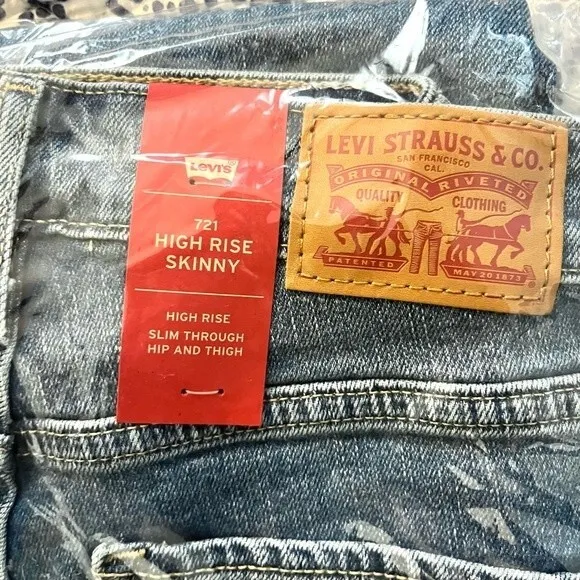 Levi's
721
HIGH RISE
SKINNY
HIGH RISE
SLIM THROUGH
HIP AND THIGH
LEVI STRAUSS & CO.
SAN FRANCISCO
CAL.
ORIGINAL RIVETED
QUALITY CLOTHING
PATENTED MAY 20 1873
®